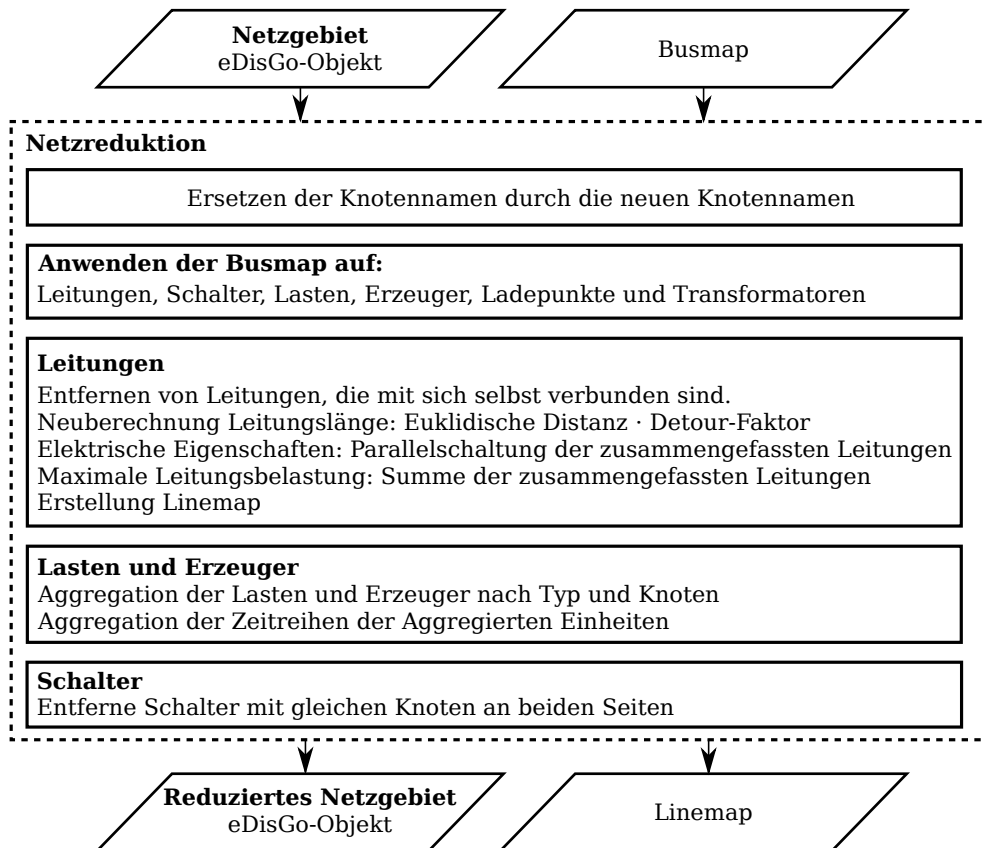 Netzgebiet
eDisGo-Objekt
Busmap
Netzreduktion
Ersetzen der Knotennamen durch die neuen Knotennamen
Anwenden der Busmap auf:
Leitungen, Schalter, Lasten, Erzeuger, Ladepunkte und Transformatoren
Leitungen
Entfernen von Leitungen, die mit sich selbst verbunden sind.
Neuberechnung Leitungslänge: Euklidische Distanz · Detour-Faktor
Elektrische Eigenschaften: Parallelschaltung der zusammengefassten Leitungen
Maximale Leitungsbelastung: Summe der zusammengefassten Leitungen
Erstellung Linemap
Lasten und Erzeuger
Aggregation der Lasten und Erzeuger nach Typ und Knoten
Aggregation der Zeitreihen der Aggregierten Einheiten
Schalter
Entferne Schalter mit gleichen Knoten an beiden Seiten
Reduziertes Netzgebiet
eDisGo-Objekt
Linemap